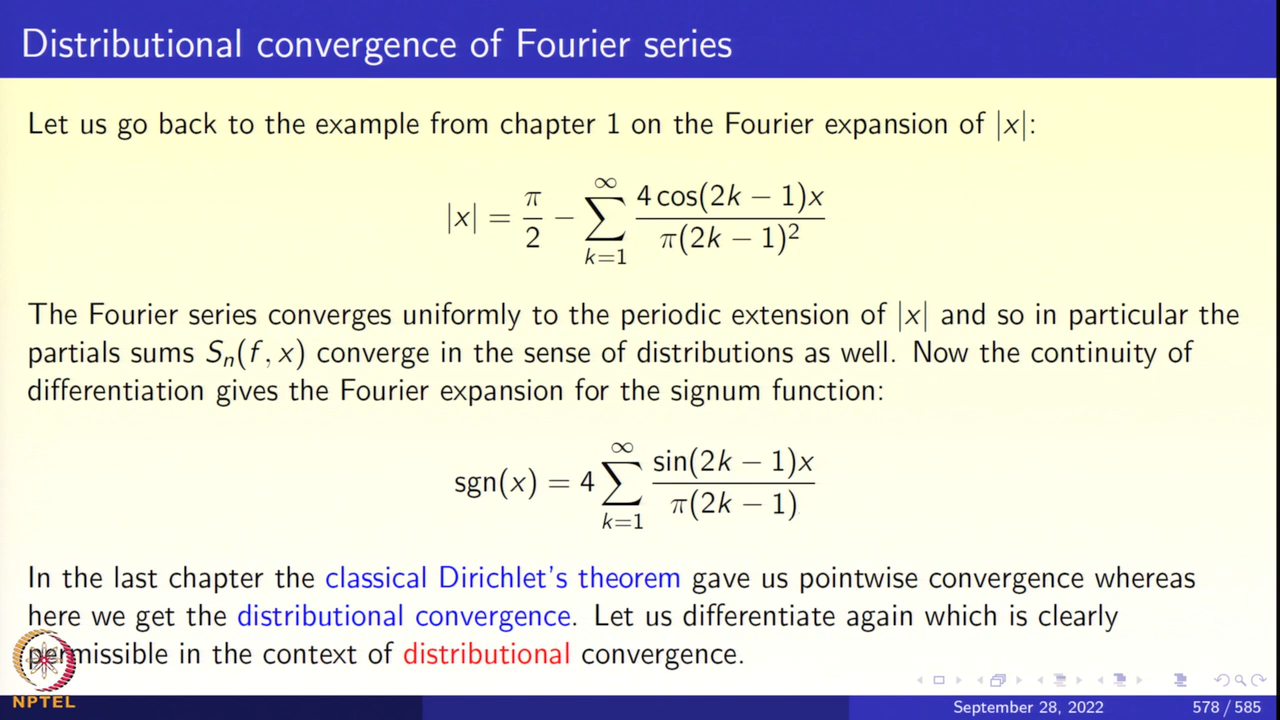 Distributional convergence of Fourier series
Let us go back to the example from chapter 1 on the Fourier expansion of |x|:
|x| = π/2 − ∑_{k=1}^{∞} 4 cos(2k − 1)x / π(2k − 1)²
The Fourier series converges uniformly to the periodic extension of |x| and so in particular the
partials sums Sₙ(f, x) converge in the sense of distributions as well. Now the continuity of
differentiation gives the Fourier expansion for the signum function:
sgn(x) = 4 ∑_{k=1}^{∞} sin(2k − 1)x / π(2k − 1)
In the last chapter the classical Dirichlet's theorem gave us pointwise convergence whereas
here we get the distributional convergence. Let us differentiate again which is clearly
permissible in the context of distributional convergence.
NPTEL
September 28, 2022 578 / 585